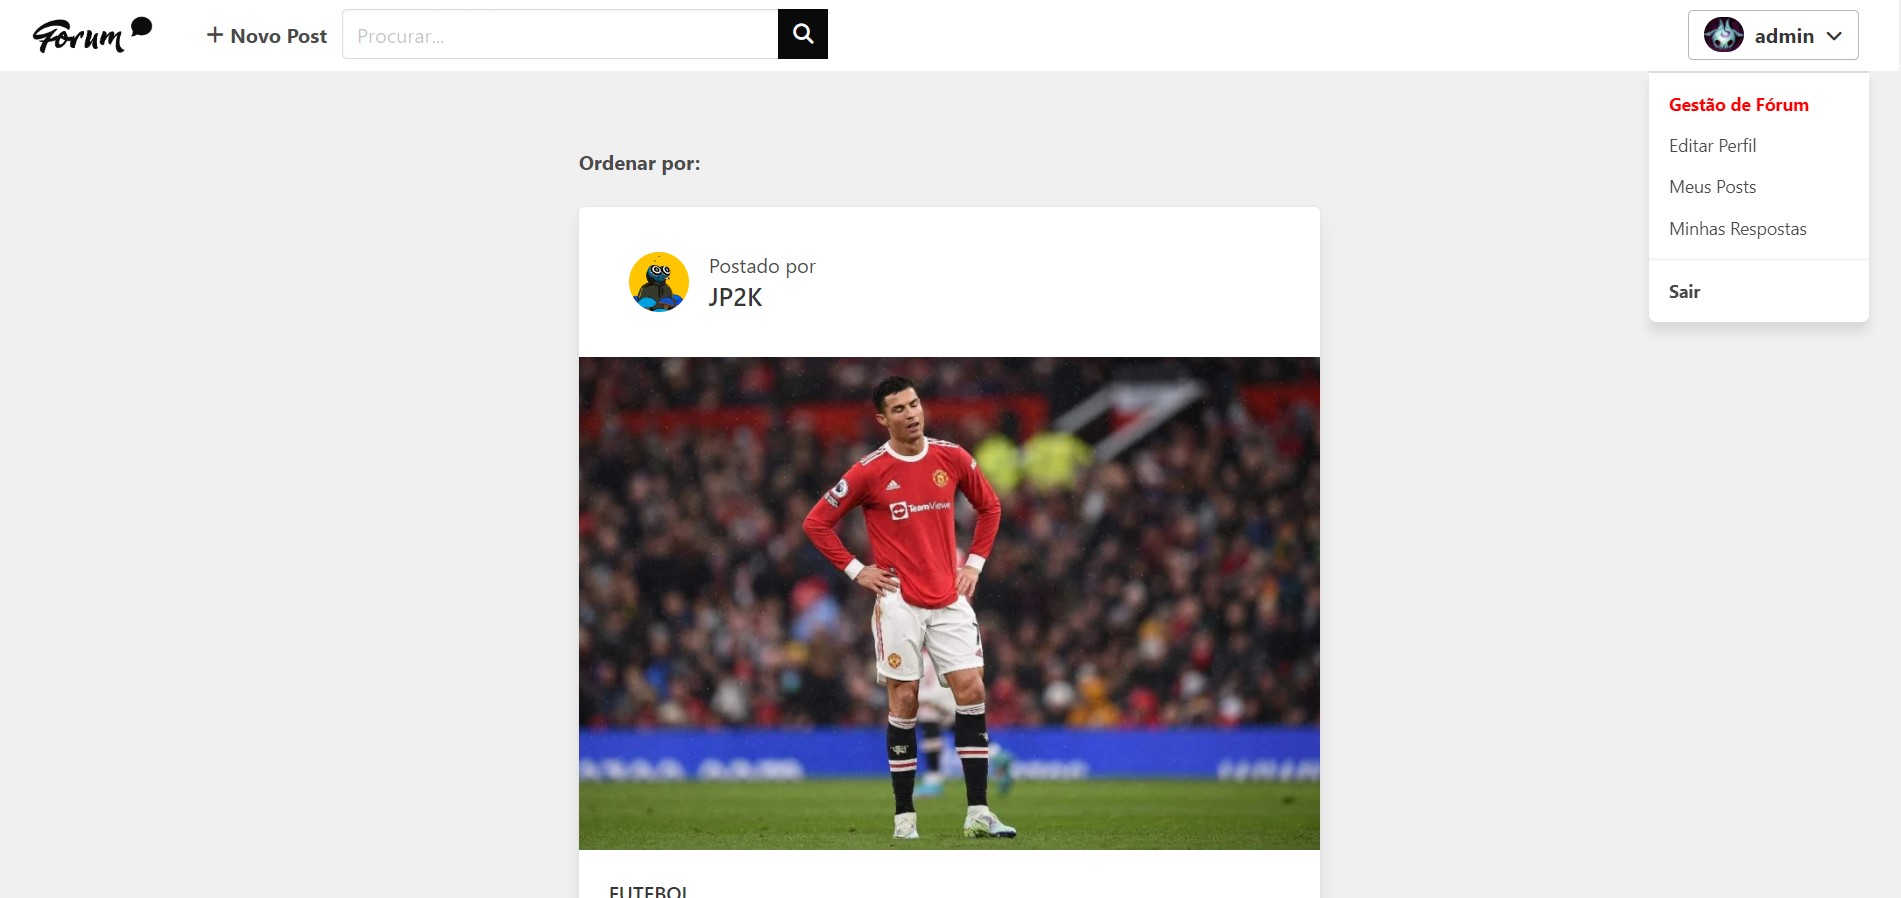 Forum
+ Novo Post
Procurar...
admin
Gestão de Fórum
Editar Perfil
Meus Posts
Minhas Respostas
Sair
Ordenar por:
Postado por
JP2K
TeamViewer
FUTEBOL